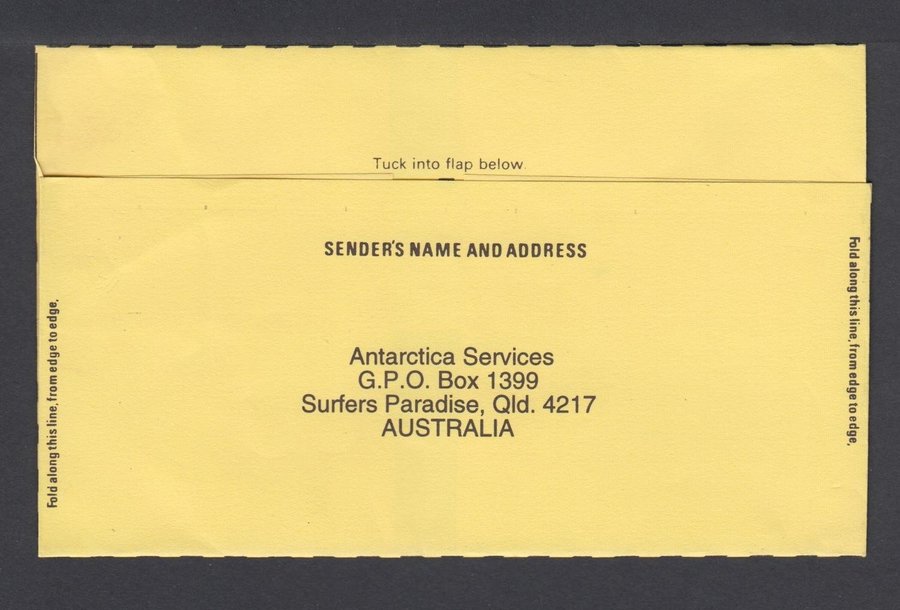 Tuck into flap below.
SENDER'S NAME AND ADDRESS
Fold along this line, from edge to edge,
Fold along this line, from edge to edge,
Antarctica Services
G.P.O. Box 1399
Surfers Paradise, Qld. 4217
AUSTRALIA